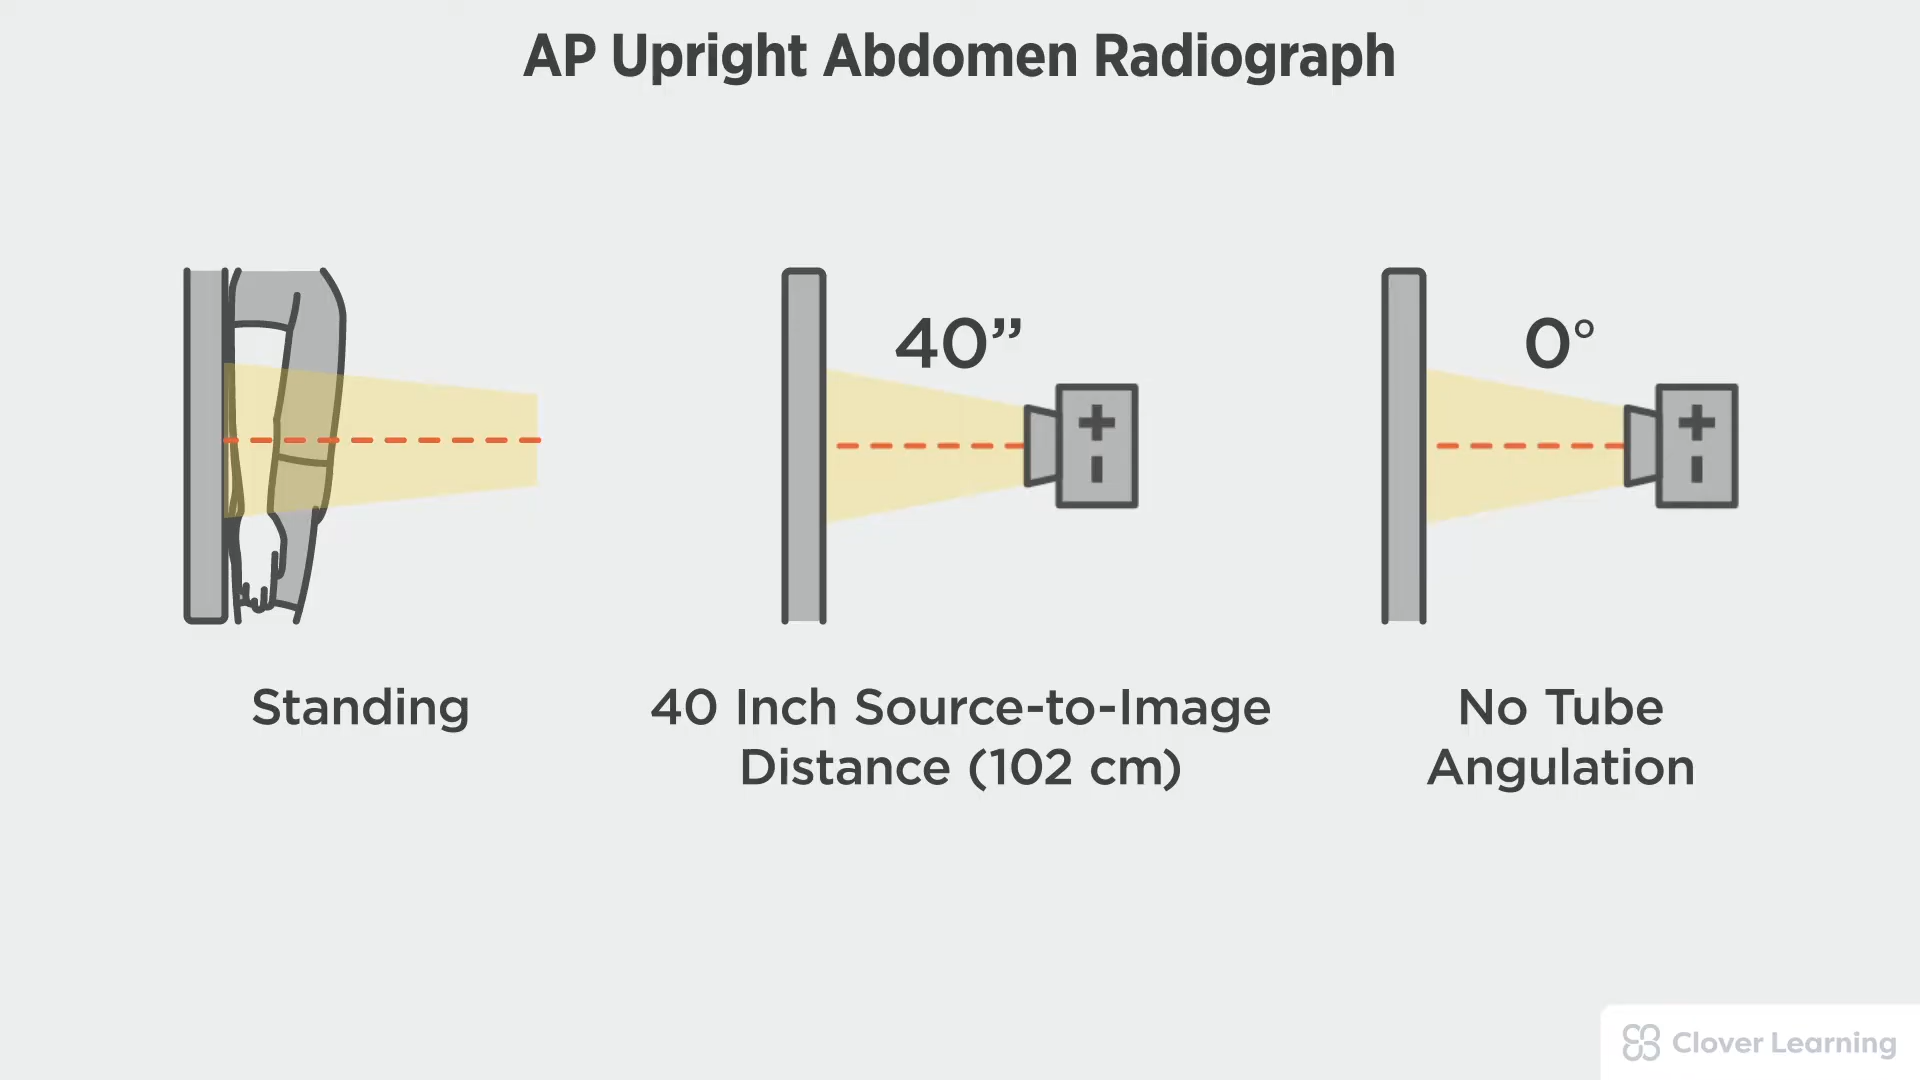 AP Upright Abdomen Radiograph
40”
0°
Standing
40 Inch Source-to-Image
Distance (102 cm)
No Tube
Angulation
+
-
+
-
Clover Learning